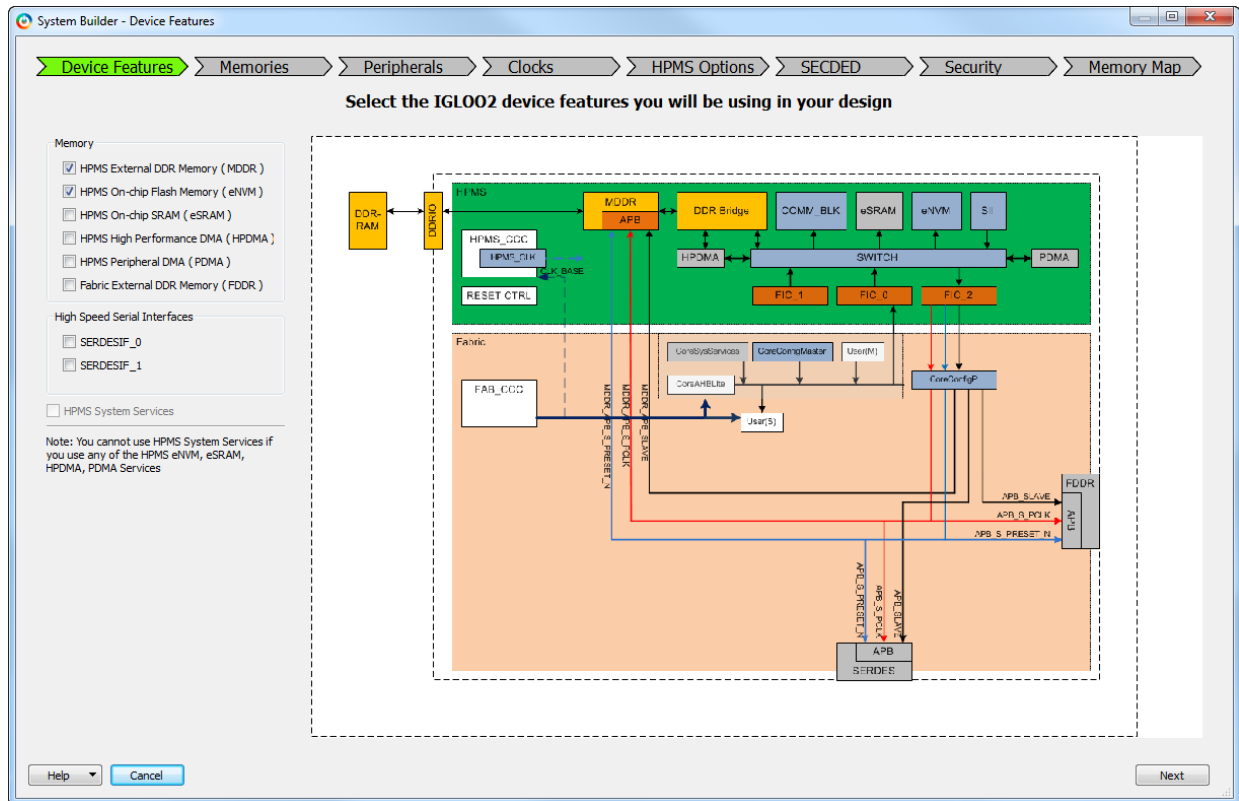 System Builder - Device Features
Device Features
Memories
Peripherals
Clocks
HPMS Options
SECDED
Security
Memory Map
Select the IGLOO2 device features you will be using in your design
Memory
HPMS External DDR Memory ( MDDR )
HPMS On-chip Flash Memory ( eNVM )
HPMS On-chip SRAM ( eSRAM )
HPMS High Performance DMA ( HPDMA )
HPMS Peripheral DMA ( PDMA )
Fabric External DDR Memory ( FDDR )
High Speed Serial Interfaces
SERDESIF_0
SERDESIF_1
HPMS System Services
Note: You cannot use HPMS System Services if
you use any of the HPMS eNVM, eSRAM,
HPDMA, PDMA Services
HPMS
DDR-
RAM
DDRIO
MDDR
APB
DDR Bridge
COMM_BLK
eSRAM
eNVM
HPMS_CCC
HPMS_CLK
CLK_BASE
RESET CTRL
HPDMA
SWITCH
PDMA
FIC_1
FIC_0
FIC_2
Fabric
CoreSysServices
CoreConfigMaster
User(M)
CoreAHBLite
CoreConfigP
FAB_CCC
User(S)
MDDR_APB_S_PRESET_N
MDDR_APB_S_PCLK
MDDR_APB_SLAVE
FDDR
APB
APB_SLAVE
APB_S_PCLK
APB_S_PRESET_N
APB_S_PRESET_N
APB_S_PCLK
APB_SLAVE
APB
SERDES
Help
Cancel
Next